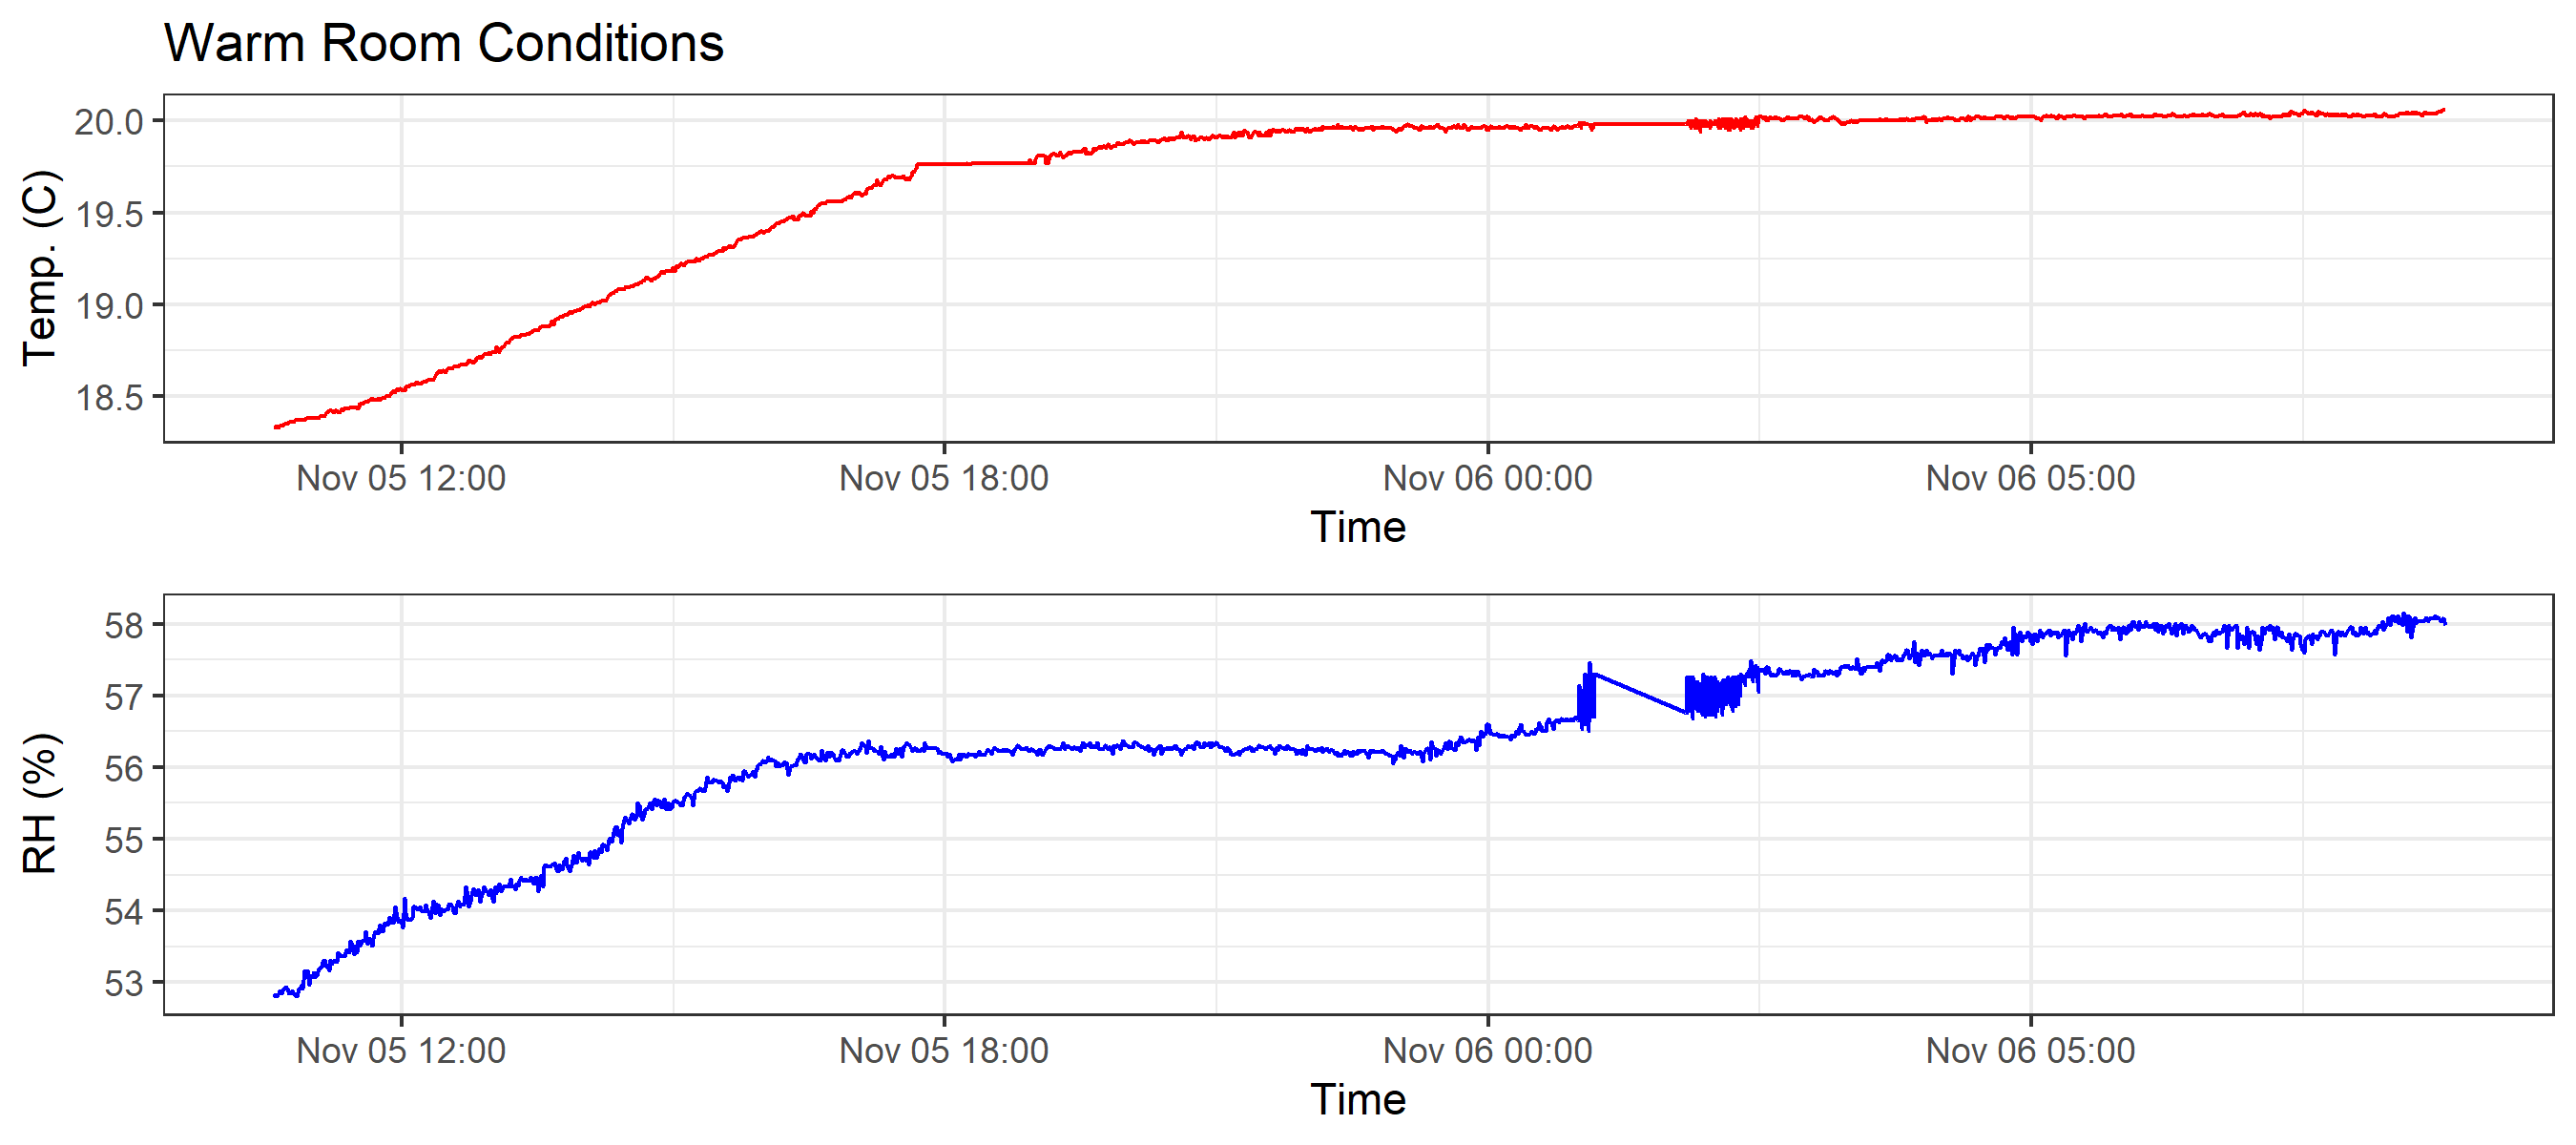 Warm Room Conditions
20.0
19.5
19.0
18.5
Temp. (C)
Nov 05 12:00 Nov 05 18:00 Nov 06 00:00 Nov 06 05:00
Time
58
57
56
55
54
53
RH (%)
Nov 05 12:00 Nov 05 18:00 Nov 06 00:00 Nov 06 05:00
Time